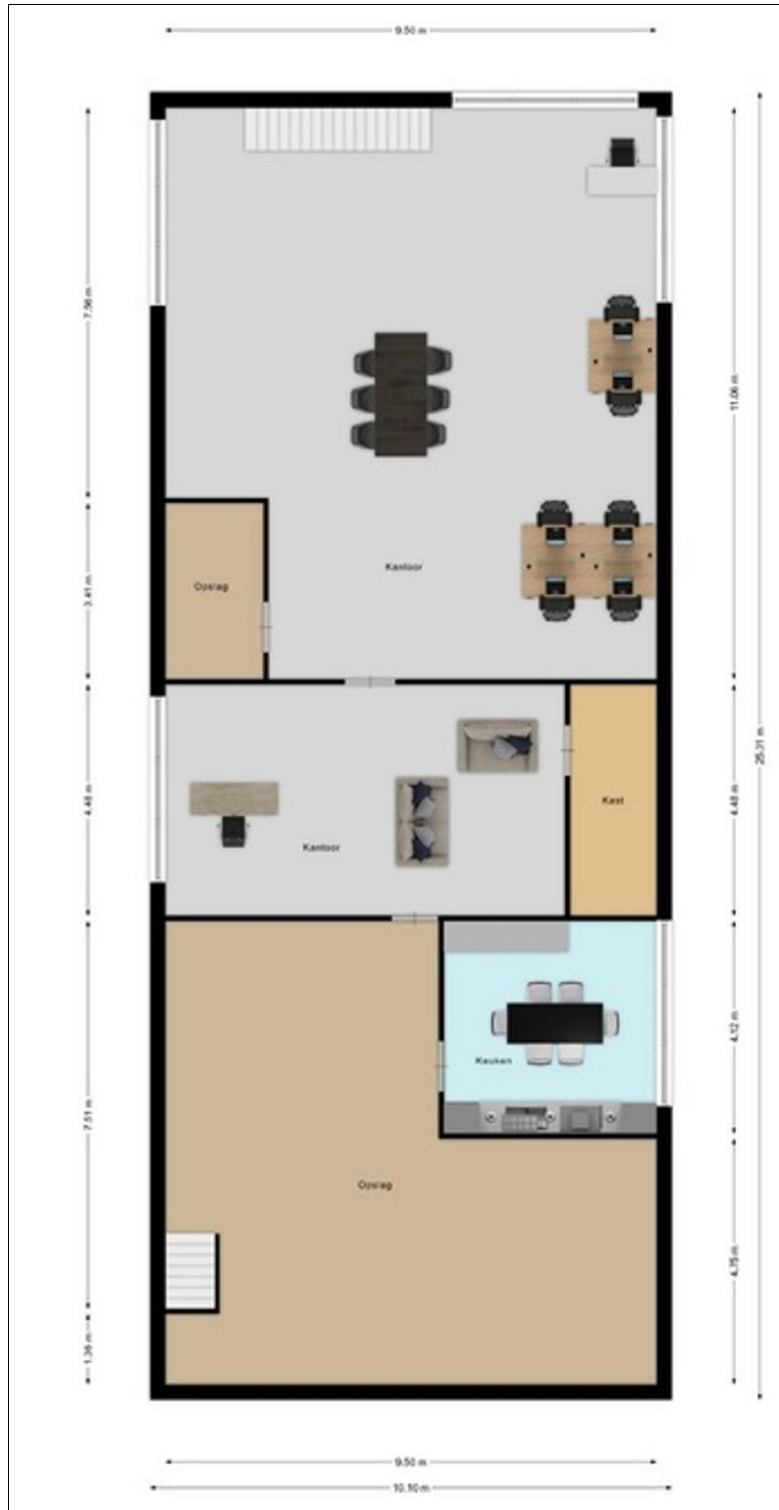 9.50 m
7.56 m
11.06 m
25.31 m
Kantoor
Opslag
3.41 m
Kast
4.48 m
4.48 m
Kantoor
4.12 m
Keuken
7.51 m
Opslag
4.75 m
1.36 m
9.50 m
10.10 m